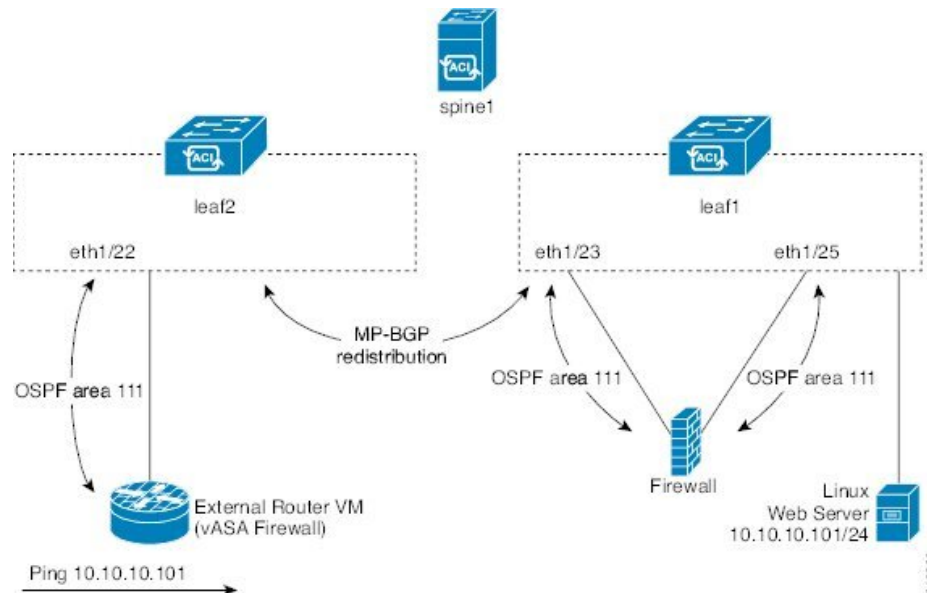 ACI
spine1
ACI
ACI
leaf2
leaf1
eth1/22
eth1/23
eth1/25
MP-BGP
redistribution
OSPF area 111
OSPF area 111
OSPF area 111
External Router VM
(vASA Firewall)
Firewall
Linux
Web Server
10.10.10.101/24
Ping 10.10.10.101